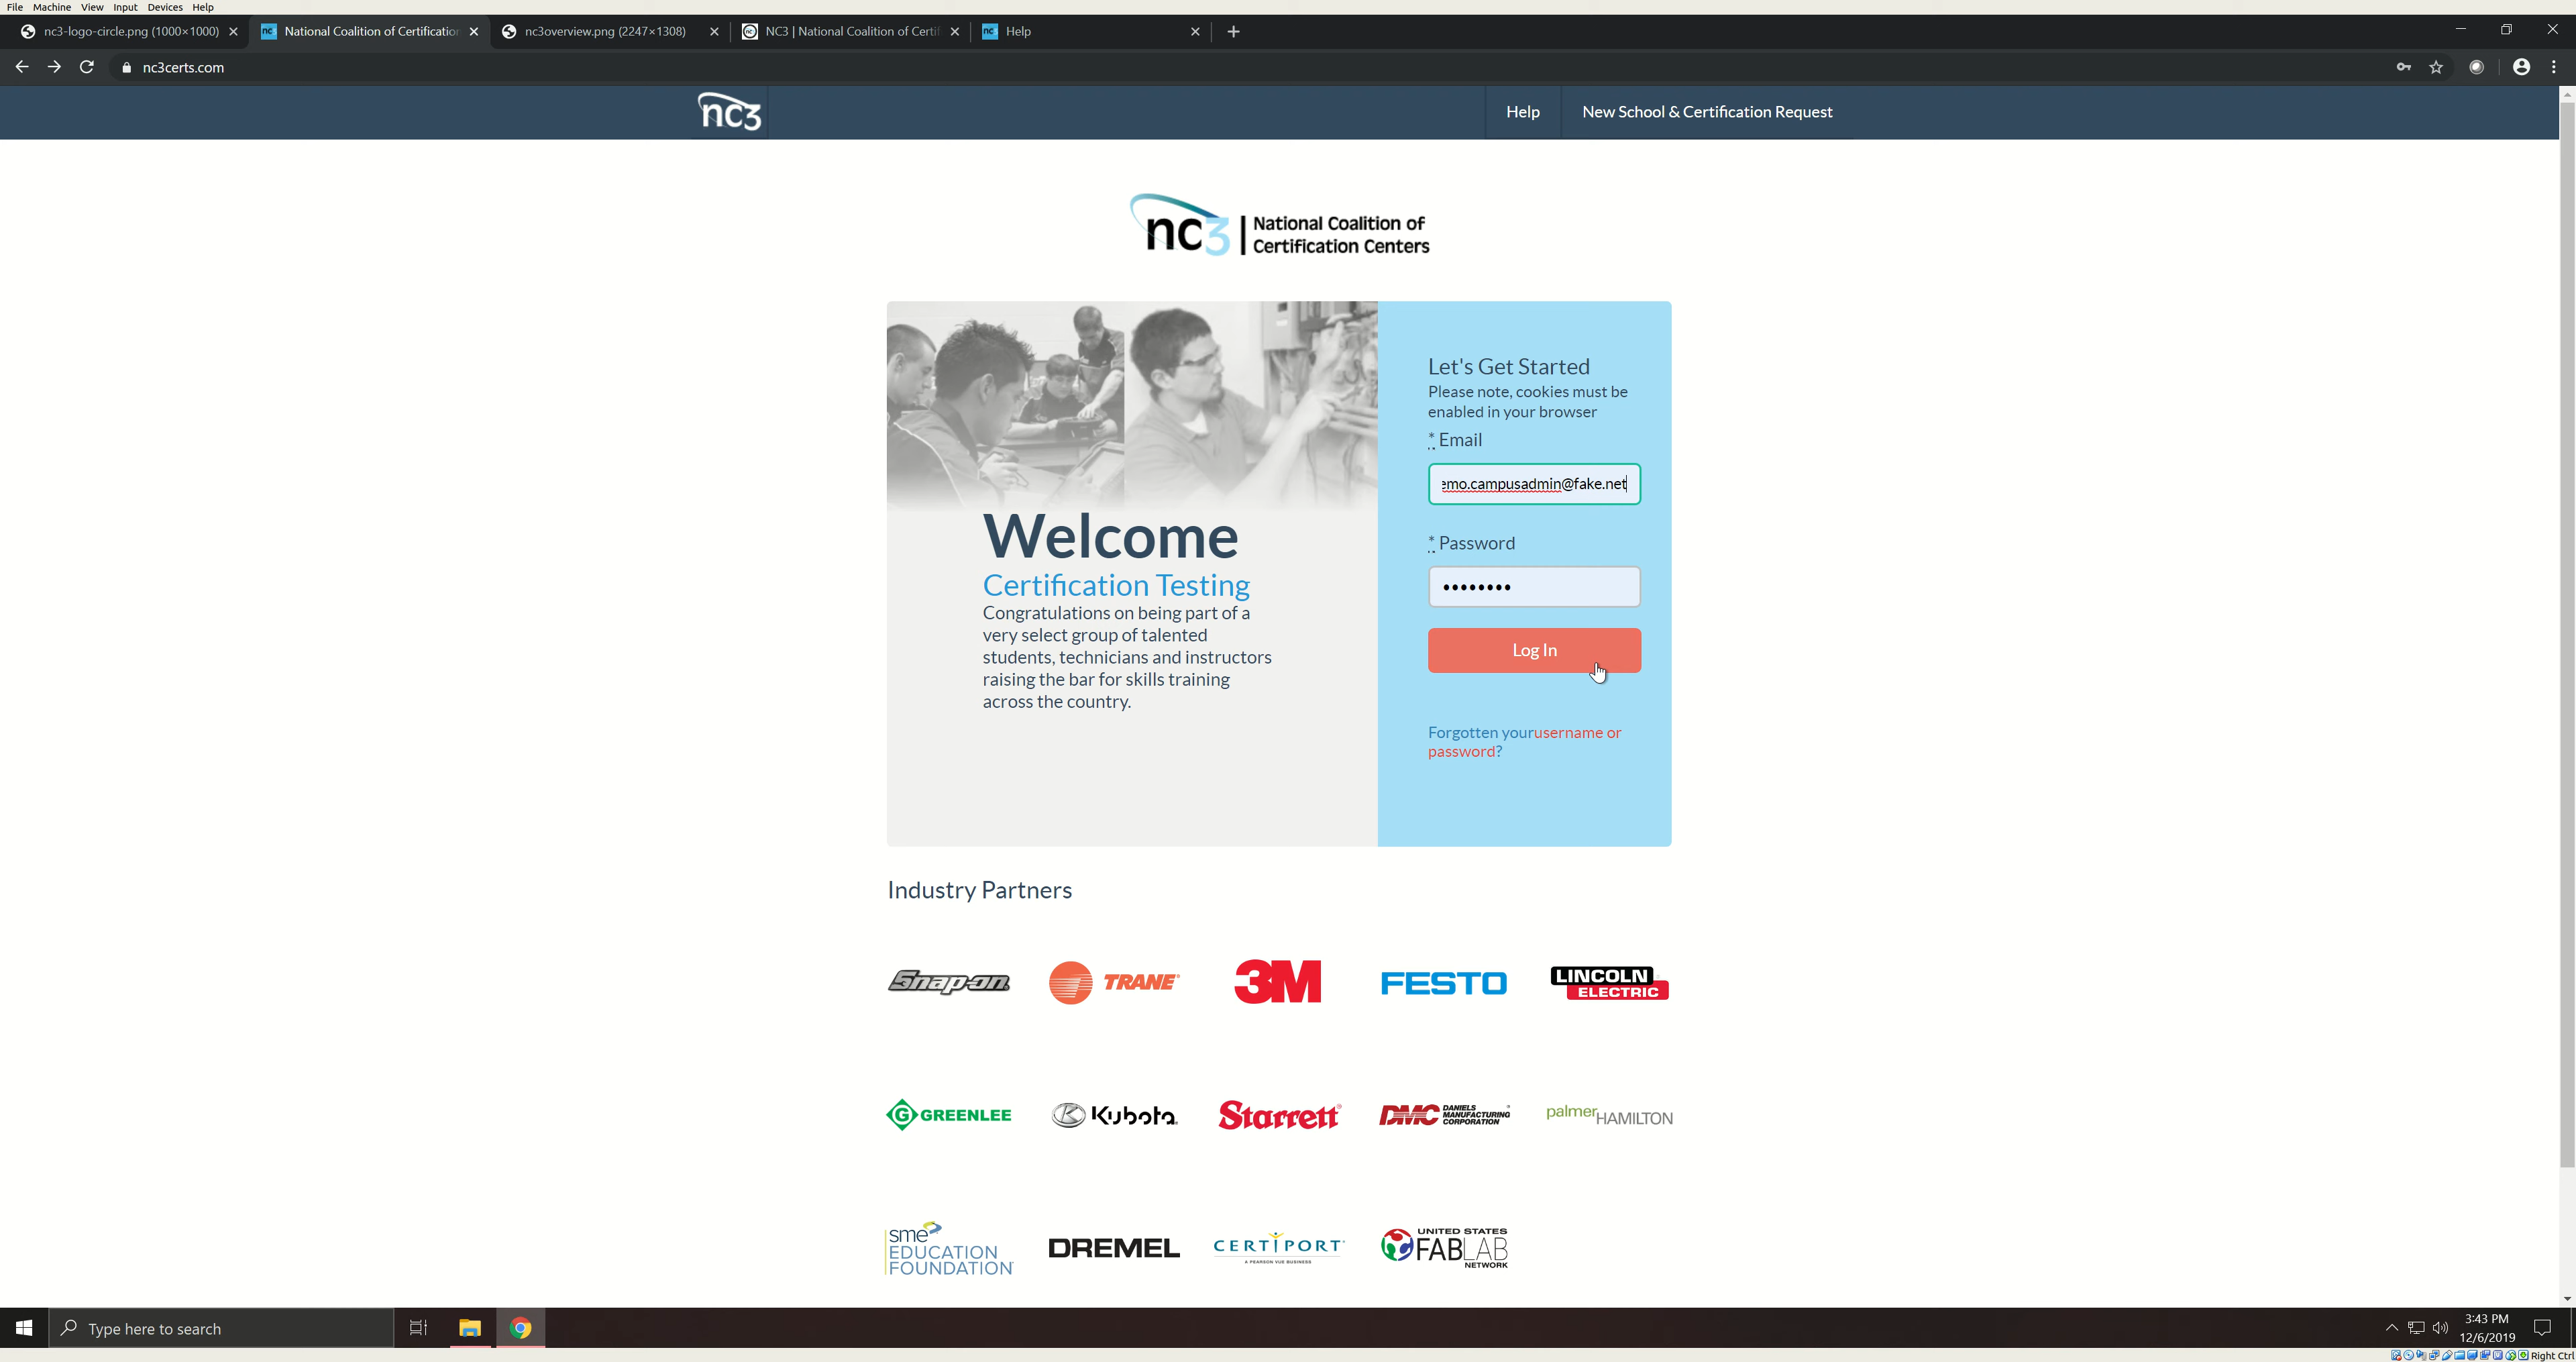 File Machine View Input Devices Help
nc3-logo-circle.png (1000×1000) National Coalition of Certification nc3overview.png (2247×1308) NC3 | National Coalition of Certif Help
nc3certs.com
nc3 Help New School & Certification Request
nc3 | National Coalition of
Certification Centers
Let's Get Started
Please note, cookies must be
enabled in your browser
* Email
emo.campusadmin@fake.net
* Password
••••••••
Log In
Forgotten yourusername or
password?
Welcome
Certification Testing
Congratulations on being part of a
very select group of talented
students, technicians and instructors
raising the bar for skills training
across the country.
Industry Partners
Snap-on TRANE 3M FESTO LINCOLN
ELECTRIC
G GREENLEE Kubota Starrett DMC DANIELS
MANUFACTURING
CORPORATION palmer HAMILTON
sme
EDUCATION
FOUNDATION
DREMEL
CERTIPORT
A PEARSON VUE BUSINESS
UNITED STATES
FABLAB
NETWORK
Type here to search
3:43 PM
12/6/2019
Right Ctrl